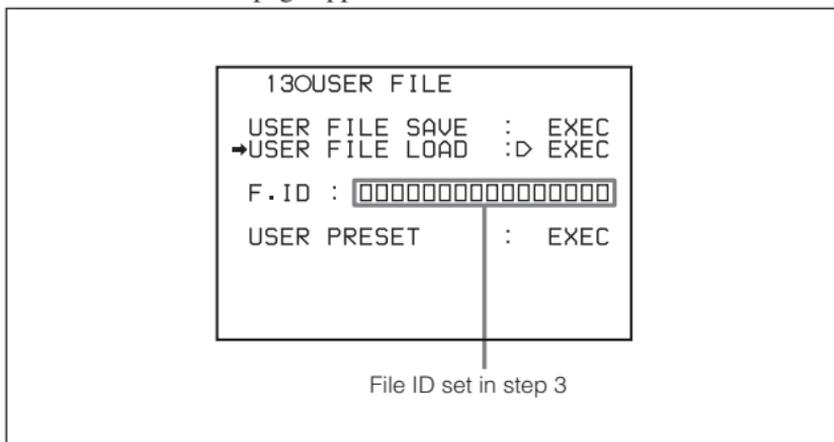 13OUSER FILE
USER FILE SAVE : EXEC
➡USER FILE LOAD :▷ EXEC
F.ID : □□□□□□□□□□□□□□□□
USER PRESET : EXEC
File ID set in step 3